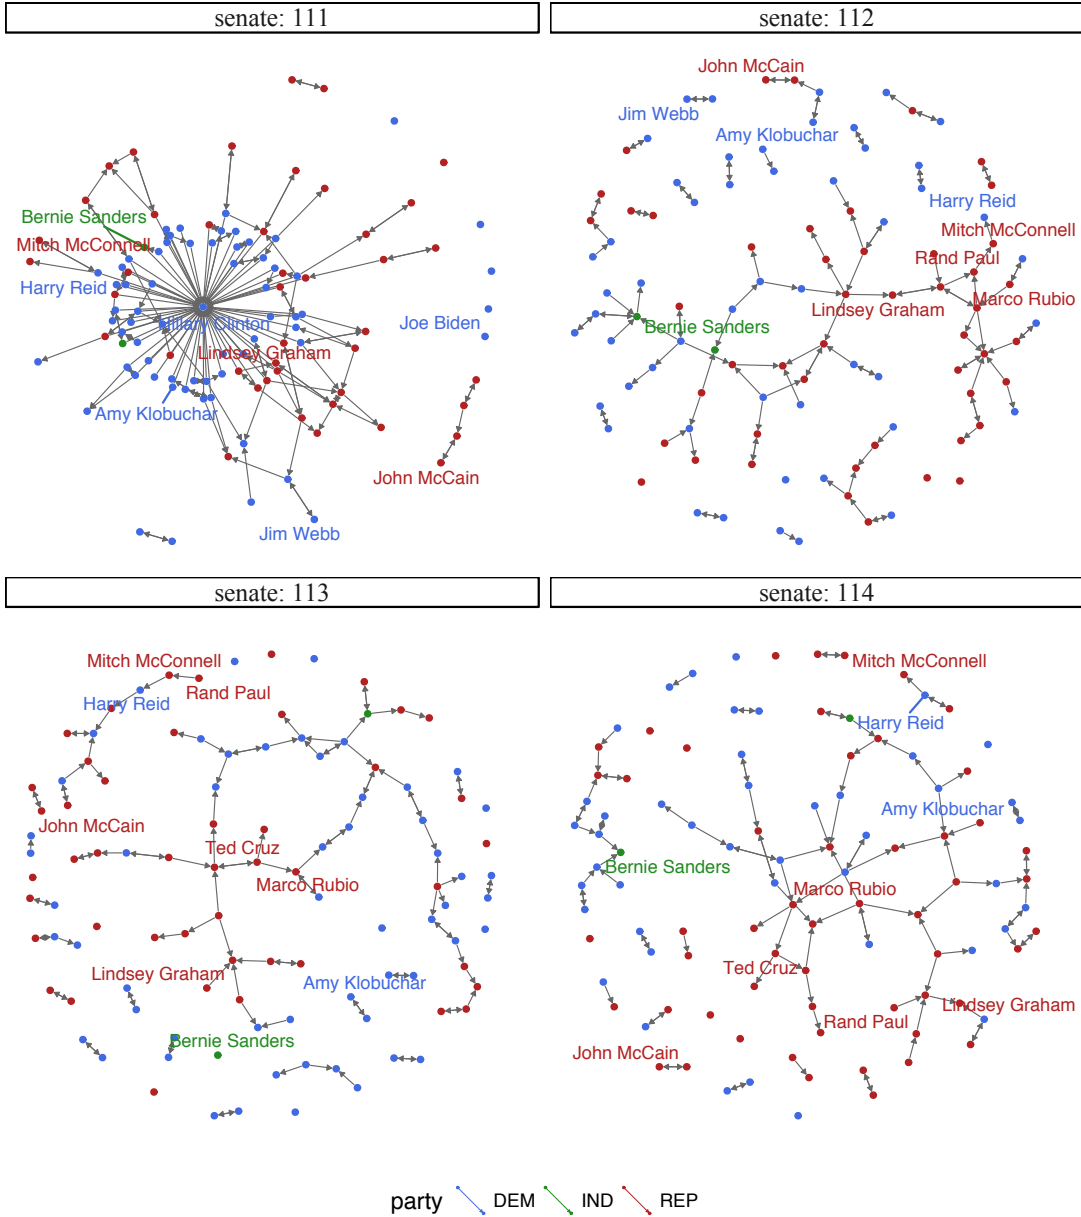 senate: 111
senate: 112
Bernie Sanders
Mitch McConnell
Harry Reid
Hillary Clinton
Joe Biden
Lindsey Graham
Amy Klobuchar
John McCain
Jim Webb
John McCain
Jim Webb
Amy Klobuchar
Harry Reid
Mitch McConnell
Rand Paul
Marco Rubio
Lindsey Graham
Bernie Sanders
senate: 113
senate: 114
Mitch McConnell
Rand Paul
Harry Reid
John McCain
Ted Cruz
Marco Rubio
Lindsey Graham
Amy Klobuchar
Bernie Sanders
Mitch McConnell
Harry Reid
Amy Klobuchar
Bernie Sanders
Marco Rubio
Ted Cruz
Lindsey Graham
Rand Paul
John McCain
party DEM IND REP